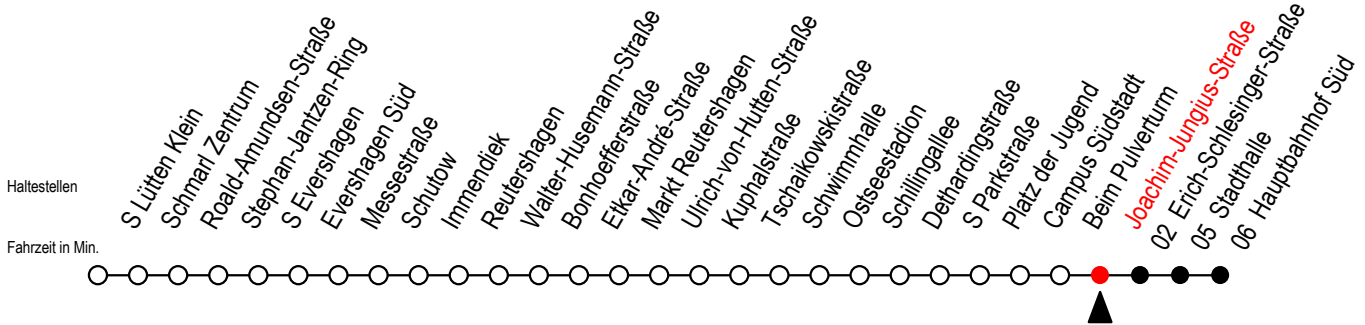 S Lütten Klein
Schmarl Zentrum
Roald-Amundsen-Straße
Stephan-Jantzen-Ring
S Evershagen
Evershagen Süd
Messestraße
Schutow
Immendiek
Reutershagen
Walter-Husemann-Straße
Bonhoefferstraße
Etkar-André-Straße
Markt Reutershagen
Ulrich-von-Hutten-Straße
Kuphalstraße
Tschaikowskistraße
Schwimmhalle
Ostseestadion
Schillingallee
Dethardingstraße
S Parkstraße
Platz der Jugend
Campus Südstadt
Beim Pulverturm
Joachim-Jungius-Straße
02 Erich-Schlesinger-Straße
05 Stadthalle
06 Hauptbahnhof Süd
Haltestellen
Fahrzeit in Min.